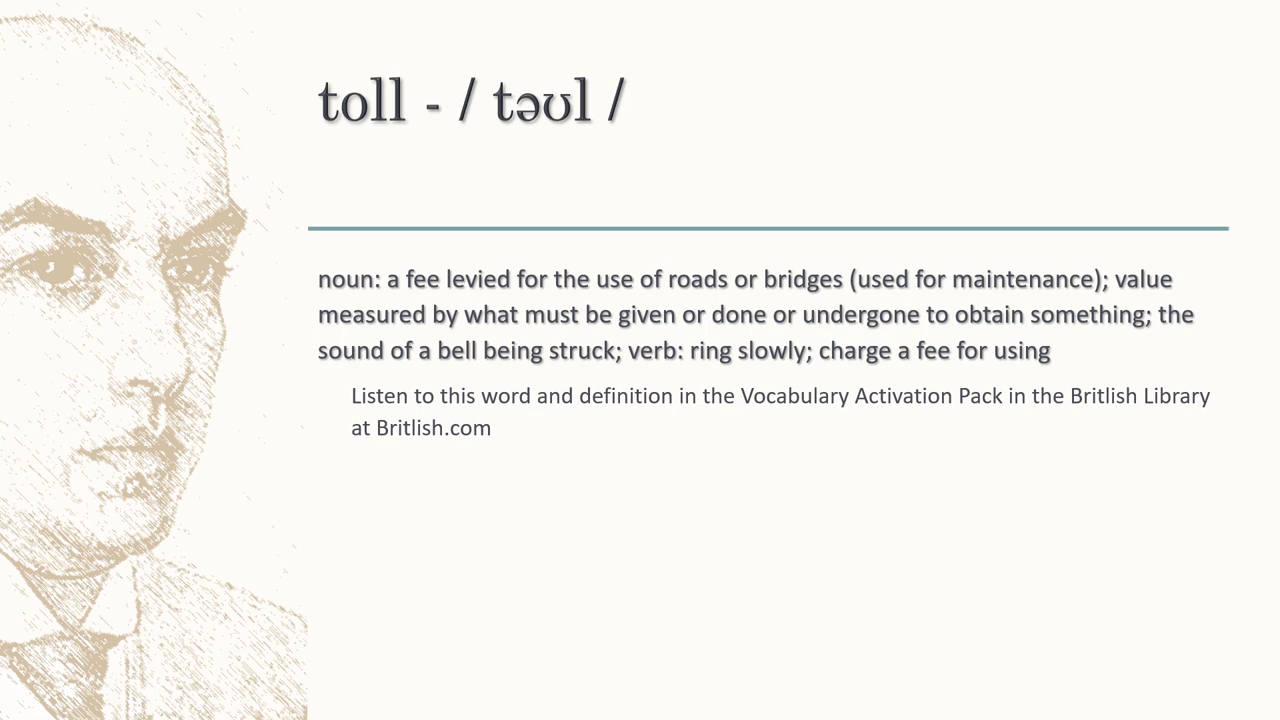 toll - / təʊl /
noun: a fee levied for the use of roads or bridges (used for maintenance); value
measured by what must be given or done or undergone to obtain something; the
sound of a bell being struck; verb: ring slowly; charge a fee for using
Listen to this word and definition in the Vocabulary Activation Pack in the Britlish Library
at Britlish.com